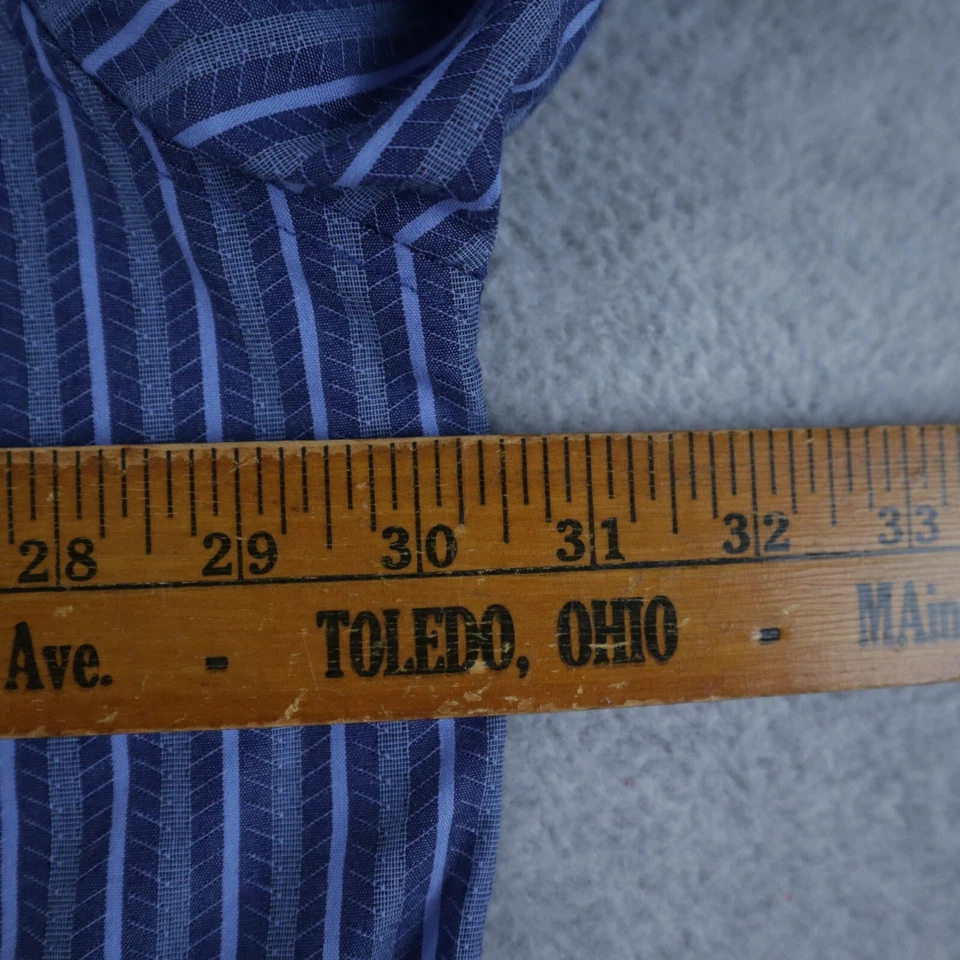 28 29 30 31 32 33
Ave. - TOLEDO, OHIO - MAin